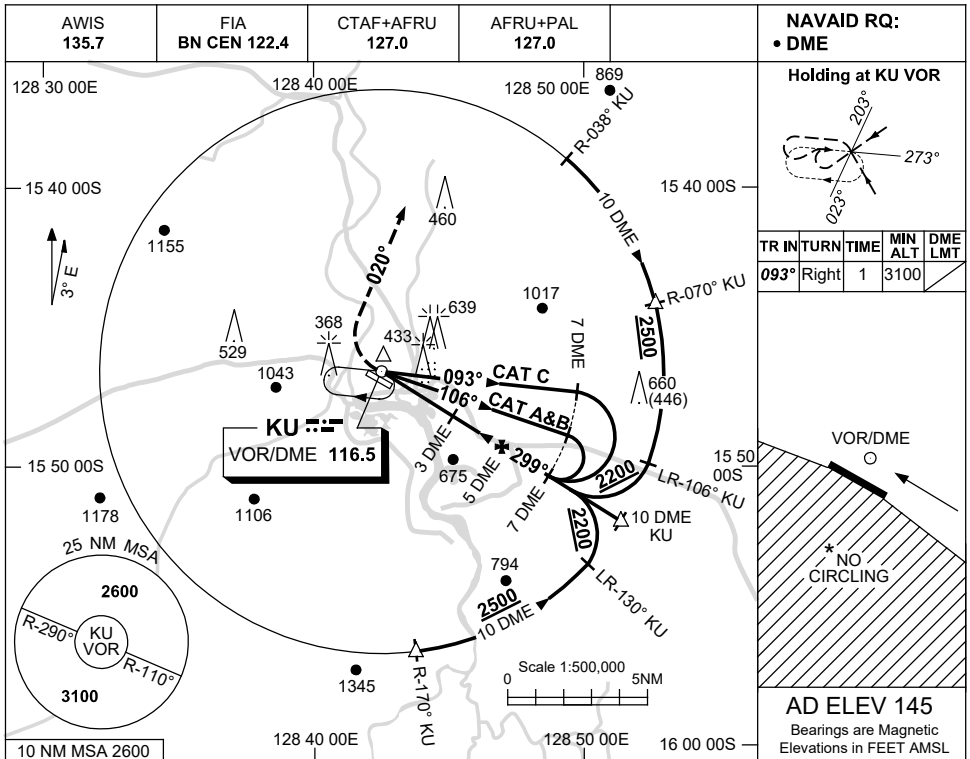 AWIS
135.7
FIA
BN CEN 122.4
CTAF+AFRU
127.0
AFRU+PAL
127.0
NAVAID RQ:
• DME
128 30 00E
128 40 00E
128 50 00E
869
R-038° KU
15 40 00S
15 40 00S
460
1155
3° E
020°
10 DME
R-070° KU
2500
1017
639
433
368
529
1043
7 DME
093°
CAT C
106°
CAT A&B
660
(446)
KU
VOR/DME 116.5
3 DME
299°
5 DME
675
7 DME
2200
15 50 00S
15 50
00S
LR-106° KU
10 DME
KU
2200
1178
1106
794
LR-130° KU
2500
10 DME
25 NM MSA
2600
R-290°
KU
VOR
R-110°
3100
1345
R-170° KU
Scale 1:500,000
0
5NM
10 NM MSA 2600
128 40 00E
128 50 00E
16 00 00S
Holding at KU VOR
203°
273°
023°
TR IN TURN TIME MIN ALT DME LMT
093° Right 1 3100
VOR/DME
* NO
CIRCLING
AD ELEV 145
Bearings are Magnetic
Elevations in FEET AMSL